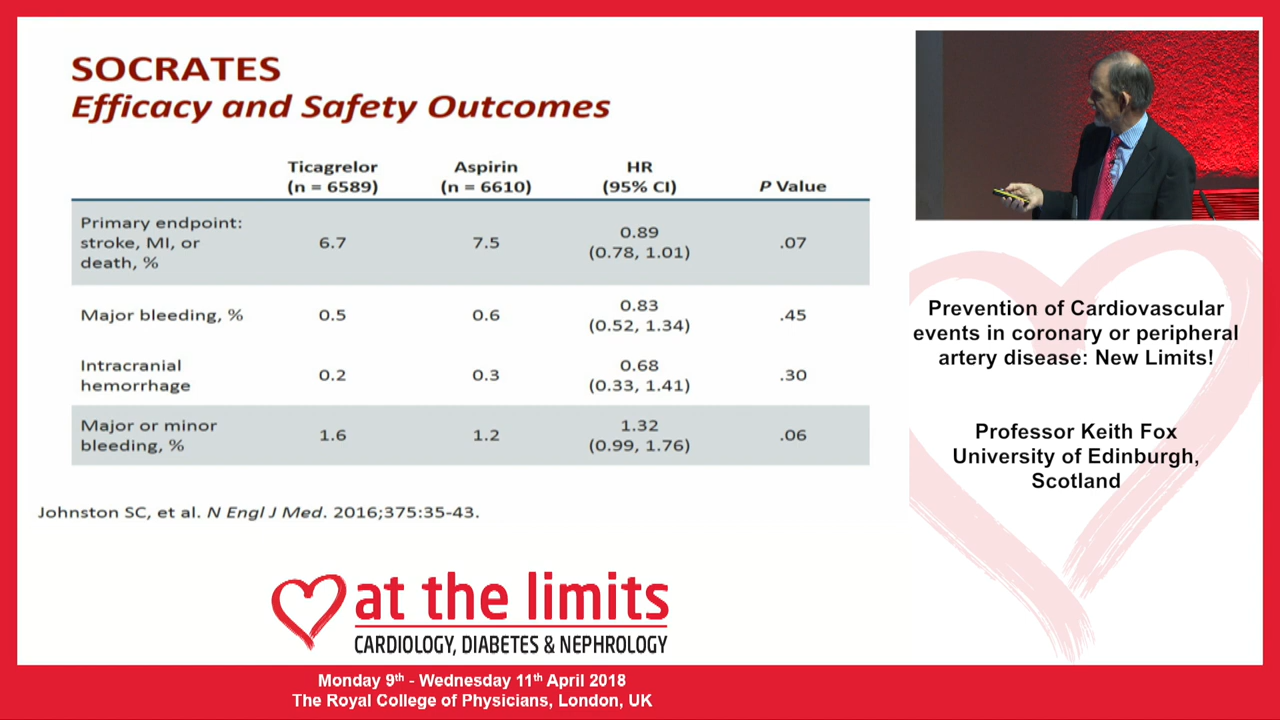 SOCRATES
Efficacy and Safety Outcomes
Ticagrelor (n = 6589) Aspirin (n = 6610) HR (95% CI) P Value
Primary endpoint: stroke, MI, or death, % 6.7 7.5 0.89 (0.78, 1.01) .07
Major bleeding, % 0.5 0.6 0.83 (0.52, 1.34) .45
Intracranial hemorrhage 0.2 0.3 0.68 (0.33, 1.41) .30
Major or minor bleeding, % 1.6 1.2 1.32 (0.99, 1.76) .06
Johnston SC, et al. N Engl J Med. 2016;375:35-43.
at the limits
CARDIOLOGY, DIABETES & NEPHROLOGY
Monday 9th - Wednesday 11th April 2018
The Royal College of Physicians, London, UK
Prevention of Cardiovascular
events in coronary or peripheral
artery disease: New Limits!
Professor Keith Fox
University of Edinburgh,
Scotland